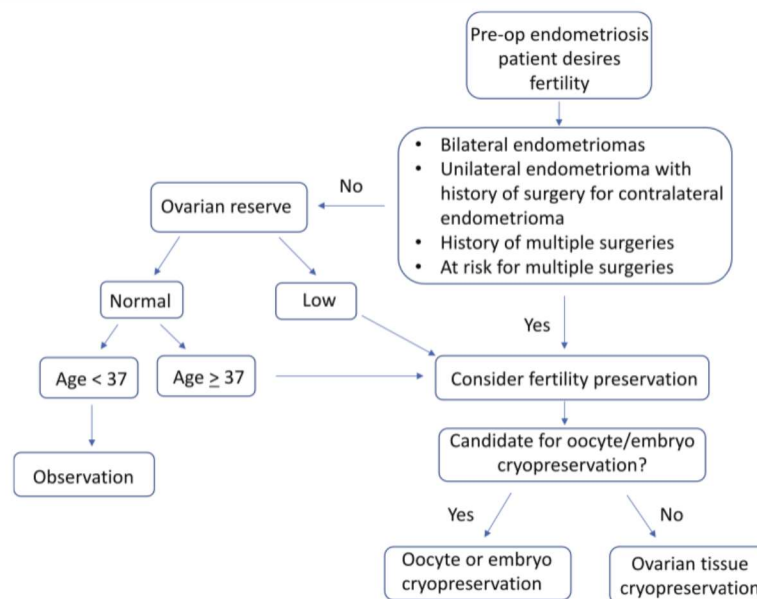 Pre-op endometriosis
patient desires
fertility
• Bilateral endometriomas
• Unilateral endometrioma with
history of surgery for contralateral
endometrioma
• History of multiple surgeries
• At risk for multiple surgeries
No
Ovarian reserve
Normal
Low
Yes
Age < 37
Age ≥ 37
Consider fertility preservation
Observation
Candidate for oocyte/embryo
cryopreservation?
Yes
No
Oocyte or embryo
cryopreservation
Ovarian tissue
cryopreservation